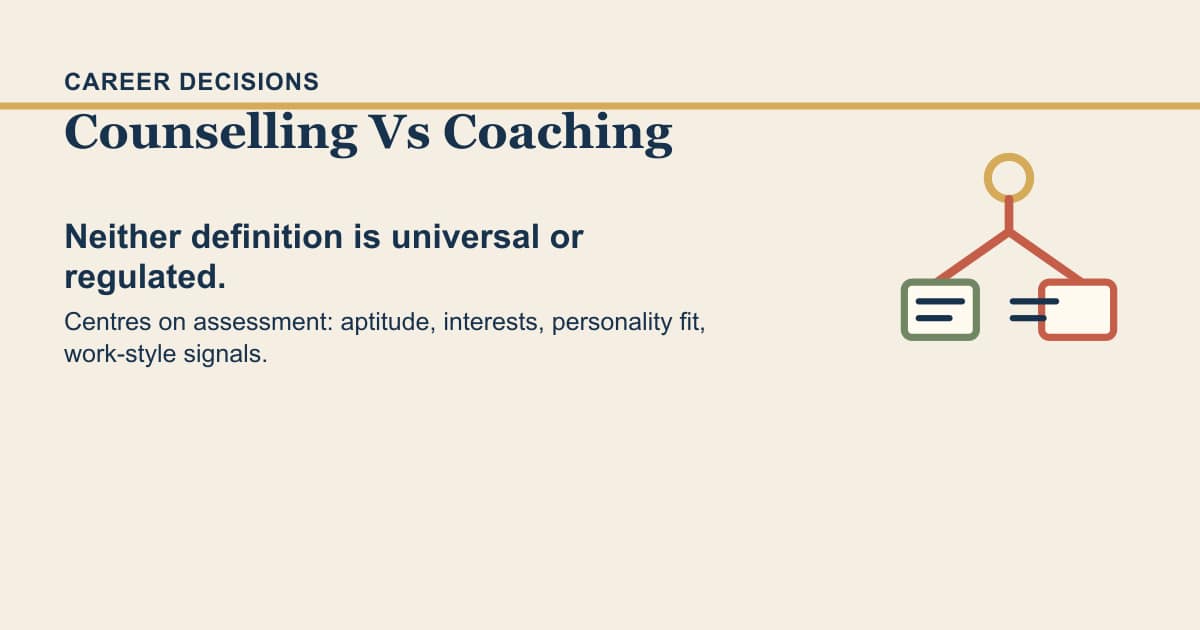 CAREER DECISIONS
Counselling Vs Coaching
Neither definition is universal or
regulated.
Centres on assessment: aptitude, interests, personality fit,
work-style signals.